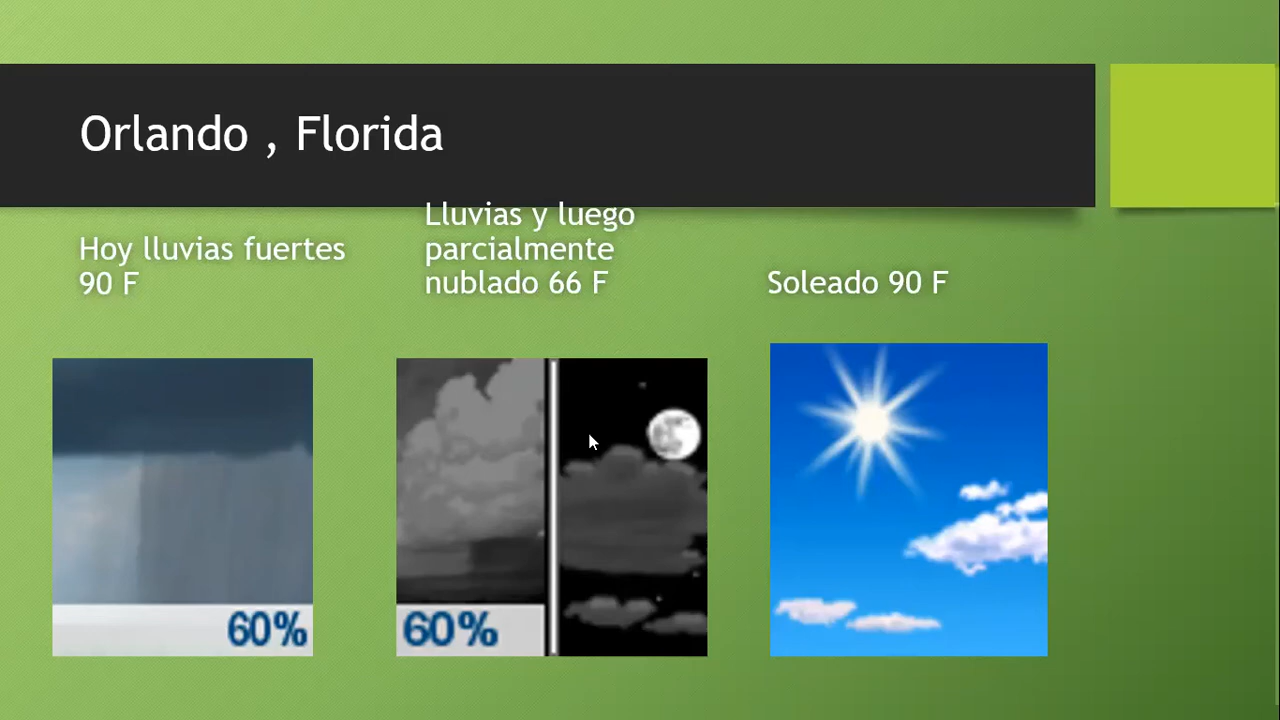 Orlando , Florida
Hoy lluvias fuertes
90 F
Lluvias y luego
parcialmente
nublado 66 F
Soleado 90 F
60%
60%